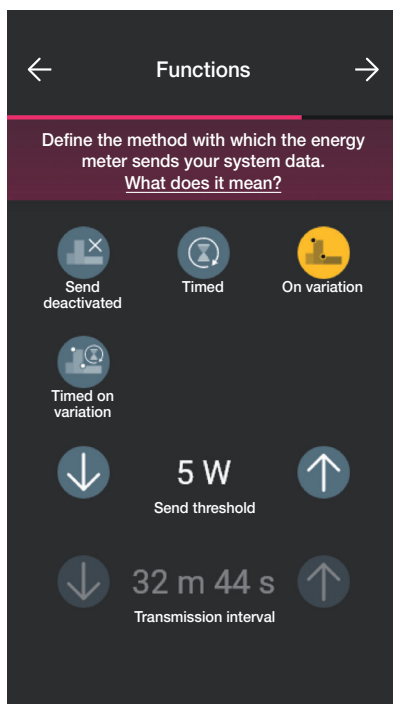 Functions
Define the method with which the energy
meter sends your system data.
What does it mean?
Send
deactivated
Timed
On variation
Timed on
variation
5 W
Send threshold
32 m 44 s
Transmission interval